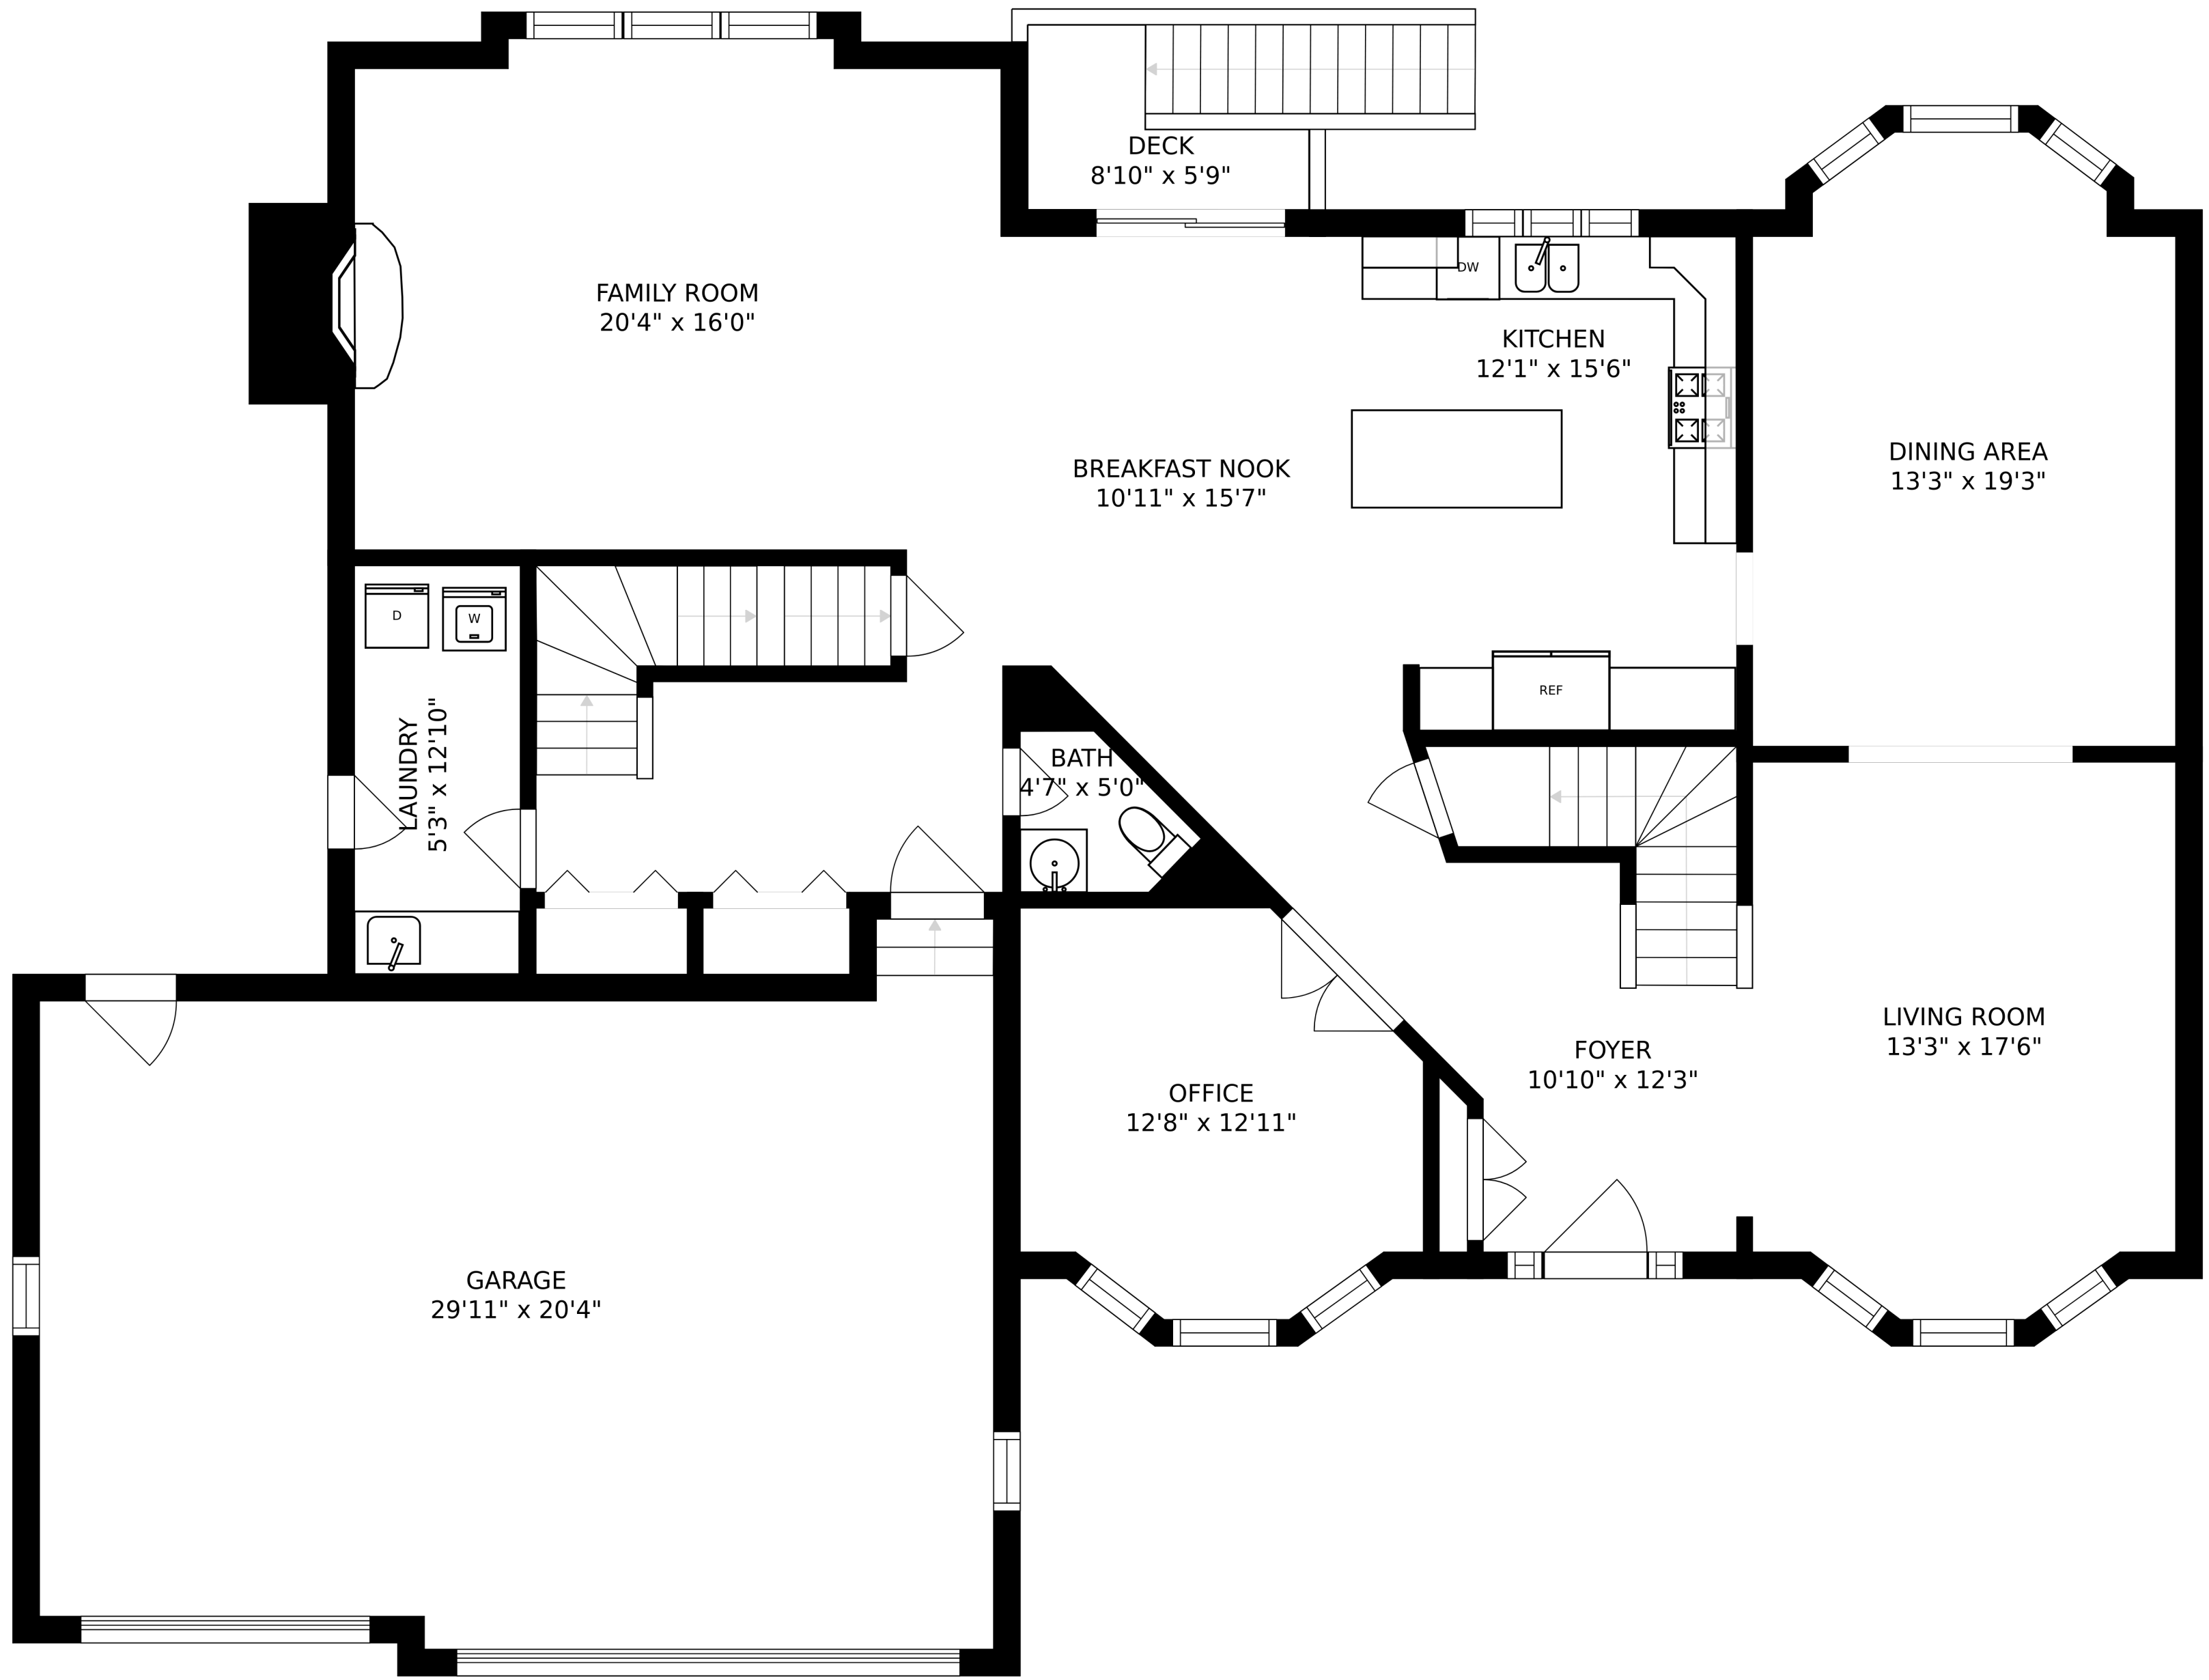 DECK
8'10" x 5'9"
FAMILY ROOM
20'4" x 16'0"
DW
KITCHEN
12'1" x 15'6"
BREAKFAST NOOK
10'11" x 15'7"
DINING AREA
13'3" x 19'3"
D
W
LAUNDRY
5'3" x 12'10"
REF
BATH
4'7" x 5'0"
LIVING ROOM
13'3" x 17'6"
FOYER
10'10" x 12'3"
OFFICE
12'8" x 12'11"
GARAGE
29'11" x 20'4"